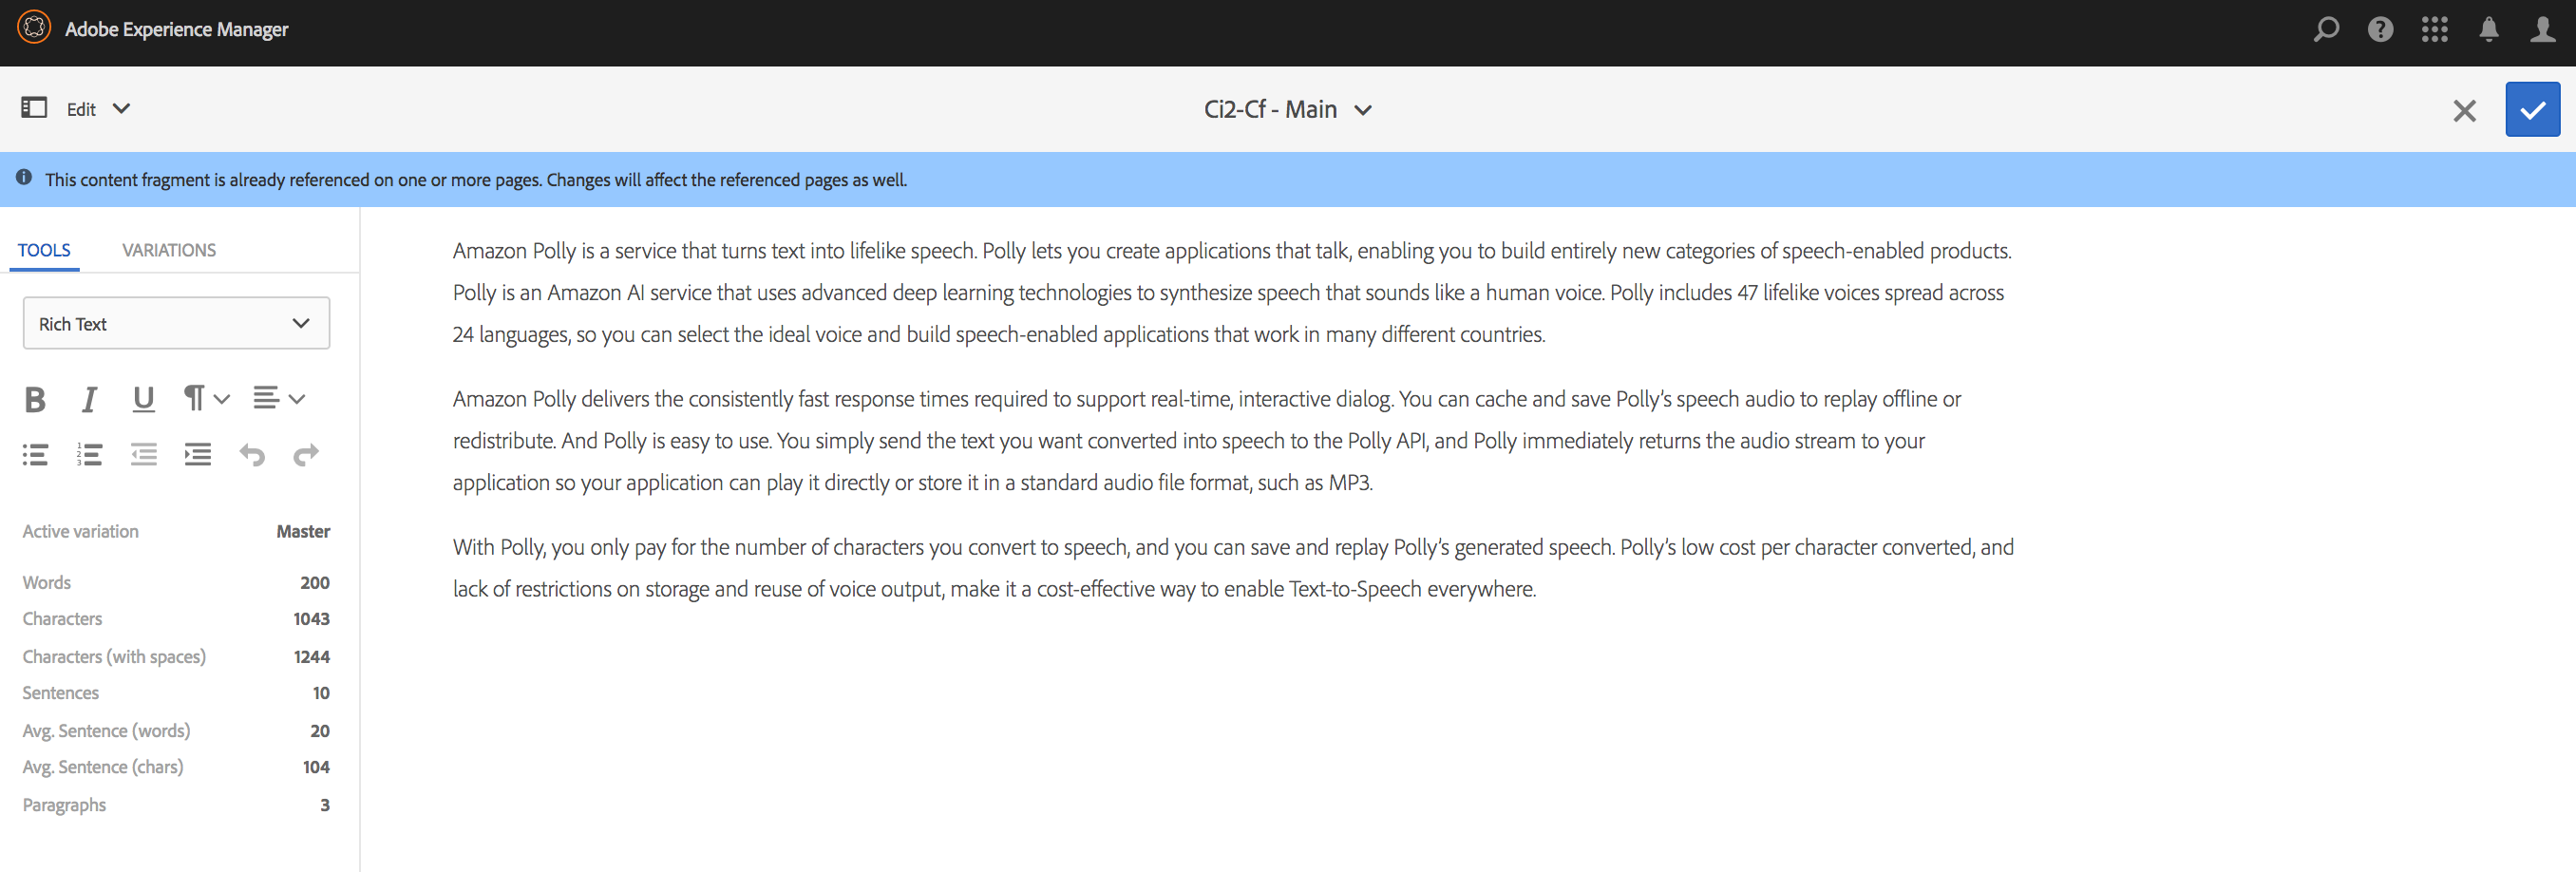 Adobe Experience Manager
Edit
Ci2-Cf - Main
This content fragment is already referenced on one or more pages. Changes will affect the referenced pages as well.
TOOLS VARIATIONS
Rich Text
B I U
Active variation Master
Words 200
Characters 1043
Characters (with spaces) 1244
Sentences 10
Avg. Sentence (words) 20
Avg. Sentence (chars) 104
Paragraphs 3
Amazon Polly is a service that turns text into lifelike speech. Polly lets you create applications that talk, enabling you to build entirely new categories of speech-enabled products.
Polly is an Amazon AI service that uses advanced deep learning technologies to synthesize speech that sounds like a human voice. Polly includes 47 lifelike voices spread across
24 languages, so you can select the ideal voice and build speech-enabled applications that work in many different countries.
Amazon Polly delivers the consistently fast response times required to support real-time, interactive dialog. You can cache and save Polly’s speech audio to replay offline or
redistribute. And Polly is easy to use. You simply send the text you want converted into speech to the Polly API, and Polly immediately returns the audio stream to your
application so your application can play it directly or store it in a standard audio file format, such as MP3.
With Polly, you only pay for the number of characters you convert to speech, and you can save and replay Polly’s generated speech. Polly’s low cost per character converted, and
lack of restrictions on storage and reuse of voice output, make it a cost-effective way to enable Text-to-Speech everywhere.